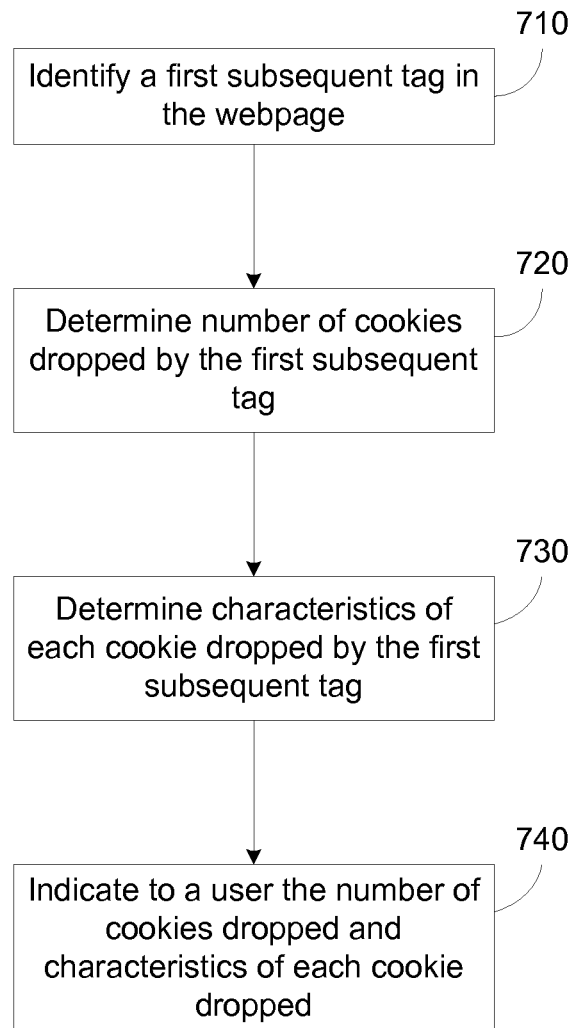 710
Identify a first subsequent tag in
the webpage
720
Determine number of cookies
dropped by the first subsequent
tag
730
Determine characteristics of
each cookie dropped by the first
subsequent tag
740
Indicate to a user the number of
cookies dropped and
characteristics of each cookie
dropped